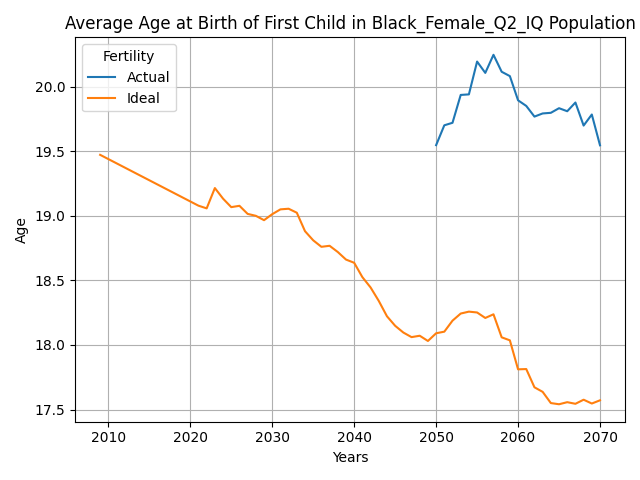 Average Age at Birth of First Child in Black_Female_Q2_IQ Population
Fertility
Actual
Ideal
20.0
19.5
19.0
18.5
18.0
17.5
Age
2010 2020 2030 2040 2050 2060 2070
Years